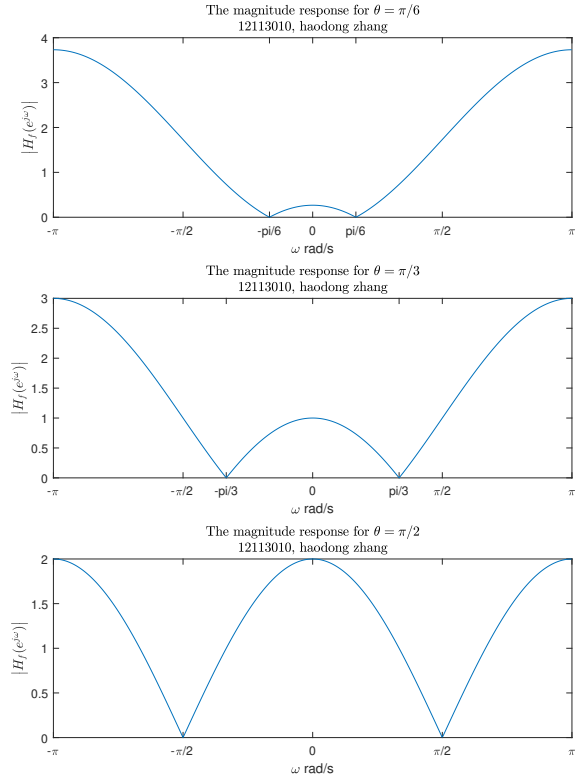 The magnitude response for θ = π/6
12113010, haodong zhang
|H_f(e^{jω})|
4
3
2
1
0
-π -π/2 -pi/6 0 pi/6 π/2 π
ω rad/s
The magnitude response for θ = π/3
12113010, haodong zhang
|H_f(e^{jω})|
3
2.5
2
1.5
1
0.5
0
-π -π/2 -pi/3 0 pi/3 π/2 π
ω rad/s
The magnitude response for θ = π/2
12113010, haodong zhang
|H_f(e^{jω})|
2
1.5
1
0.5
0
-π -π/2 0 π/2 π
ω rad/s